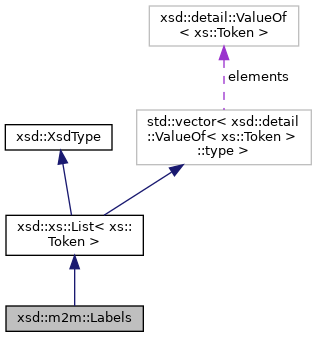 xsd::detail::ValueOf
< xs::Token >
elements
std::vector< xsd::detail
::ValueOf< xs::Token >
::type >
xsd::XsdType
xsd::xs::List< xs::
Token >
xsd::m2m::Labels